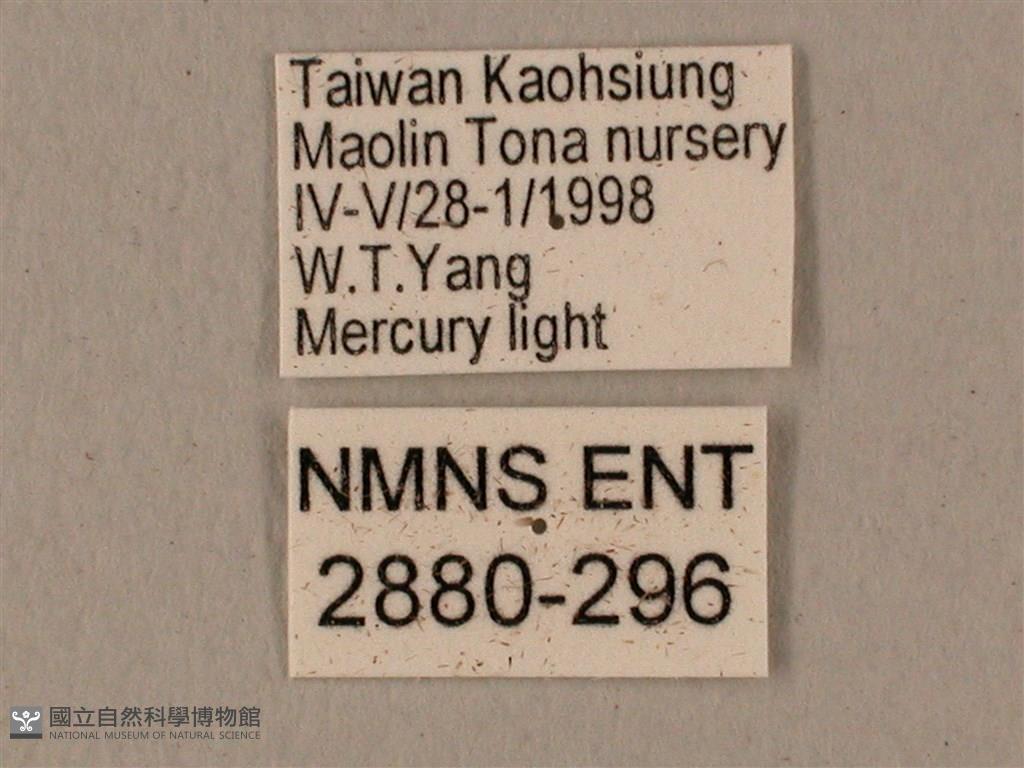 Taiwan Kaohsiung
Maolin Tona nursery
IV-V/28-1/1998
W.T.Yang
Mercury light
NMNS ENT
2880-296
國立自然科學博物館
NATIONAL MUSEUM OF NATURAL SCIENCE